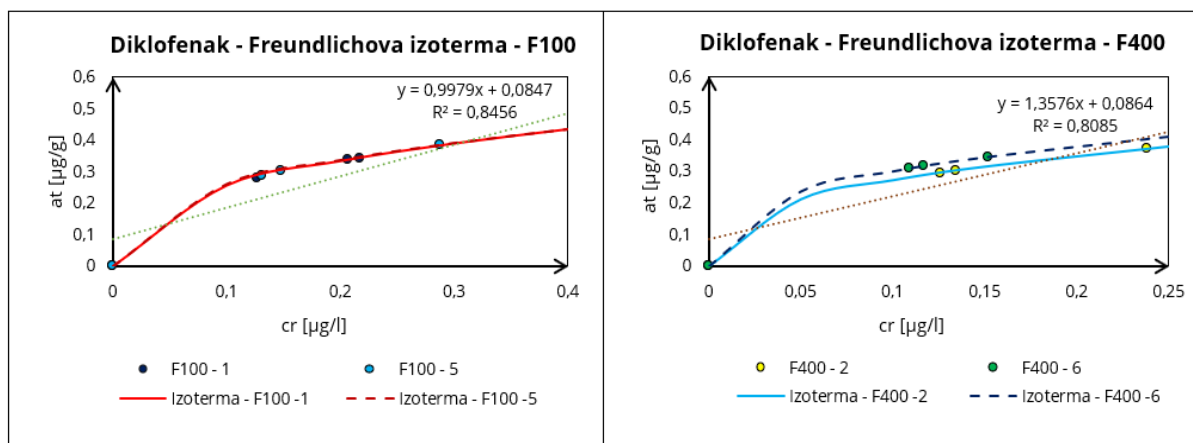 Diklofenak - Freundlichova izoterma - F100
0,6
0,5
0,4
0,3
0,2
0,1
0
at [µg/g]
y = 0,9979x + 0,0847
R² = 0,8456
0 0,1 0,2 0,3 0,4
cr [µg/l]
F100 - 1 F100 - 5
Izoterma - F100 -1 Izoterma - F100 -5
Diklofenak - Freundlichova izoterma - F400
0,6
0,5
0,4
0,3
0,2
0,1
0
at [µg/g]
y = 1,3576x + 0,0864
R² = 0,8085
0 0,05 0,1 0,15 0,2 0,25
cr [µg/l]
F400 - 2 F400 - 6
Izoterma - F400 -2 Izoterma - F400 -6